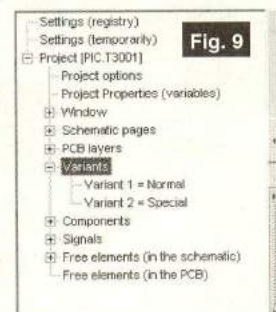 Settings (registry)
Settings (temporarily)
Fig. 9
Project [PIC.T3001]
Project options
Project Properties (variables)
Window
Schematic pages
PCB layers
Variants
Variant 1 = Normal
Variant 2 = Special
Components
Signals
Free elements (in the schematic)
Free elements (in the PCB)